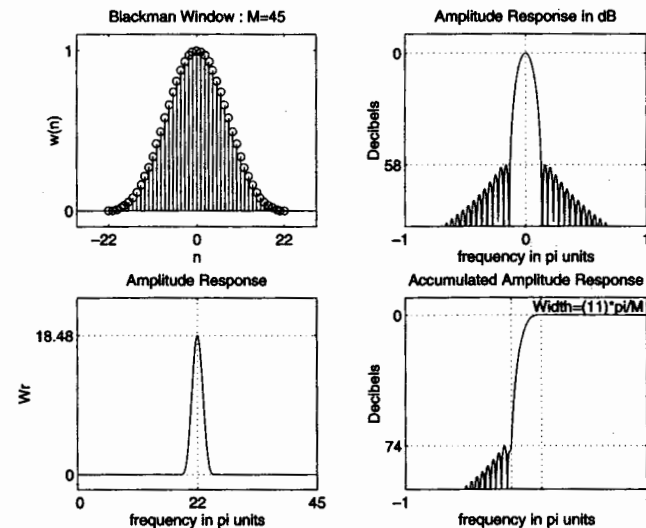 Blackman Window : M=45
1
w(n)
0
-22
0
22
n
Amplitude Response in dB
0
Decibels
58
-1
0
1
frequency in pi units
Amplitude Response
18.48
Wr
0
0
22
45
frequency in pi units
Accumulated Amplitude Response
Width=(11)*pi/M
0
Decibels
74
-1
1
frequency in pi units